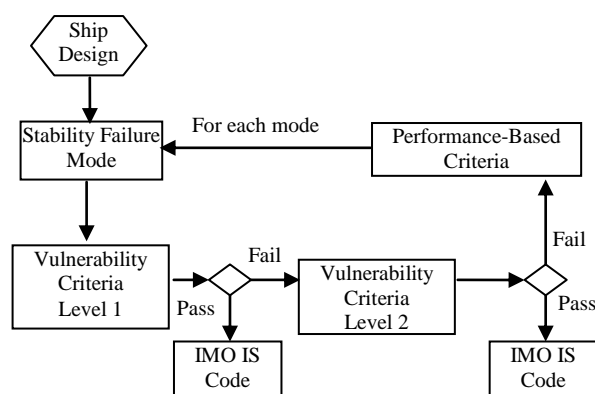 Ship
Design
Stability Failure
Mode
For each mode
Performance-Based
Criteria
Vulnerability
Criteria
Level 1
Pass
Fail
Vulnerability
Criteria
Level 2
Fail
Pass
IMO IS
Code
IMO IS
Code